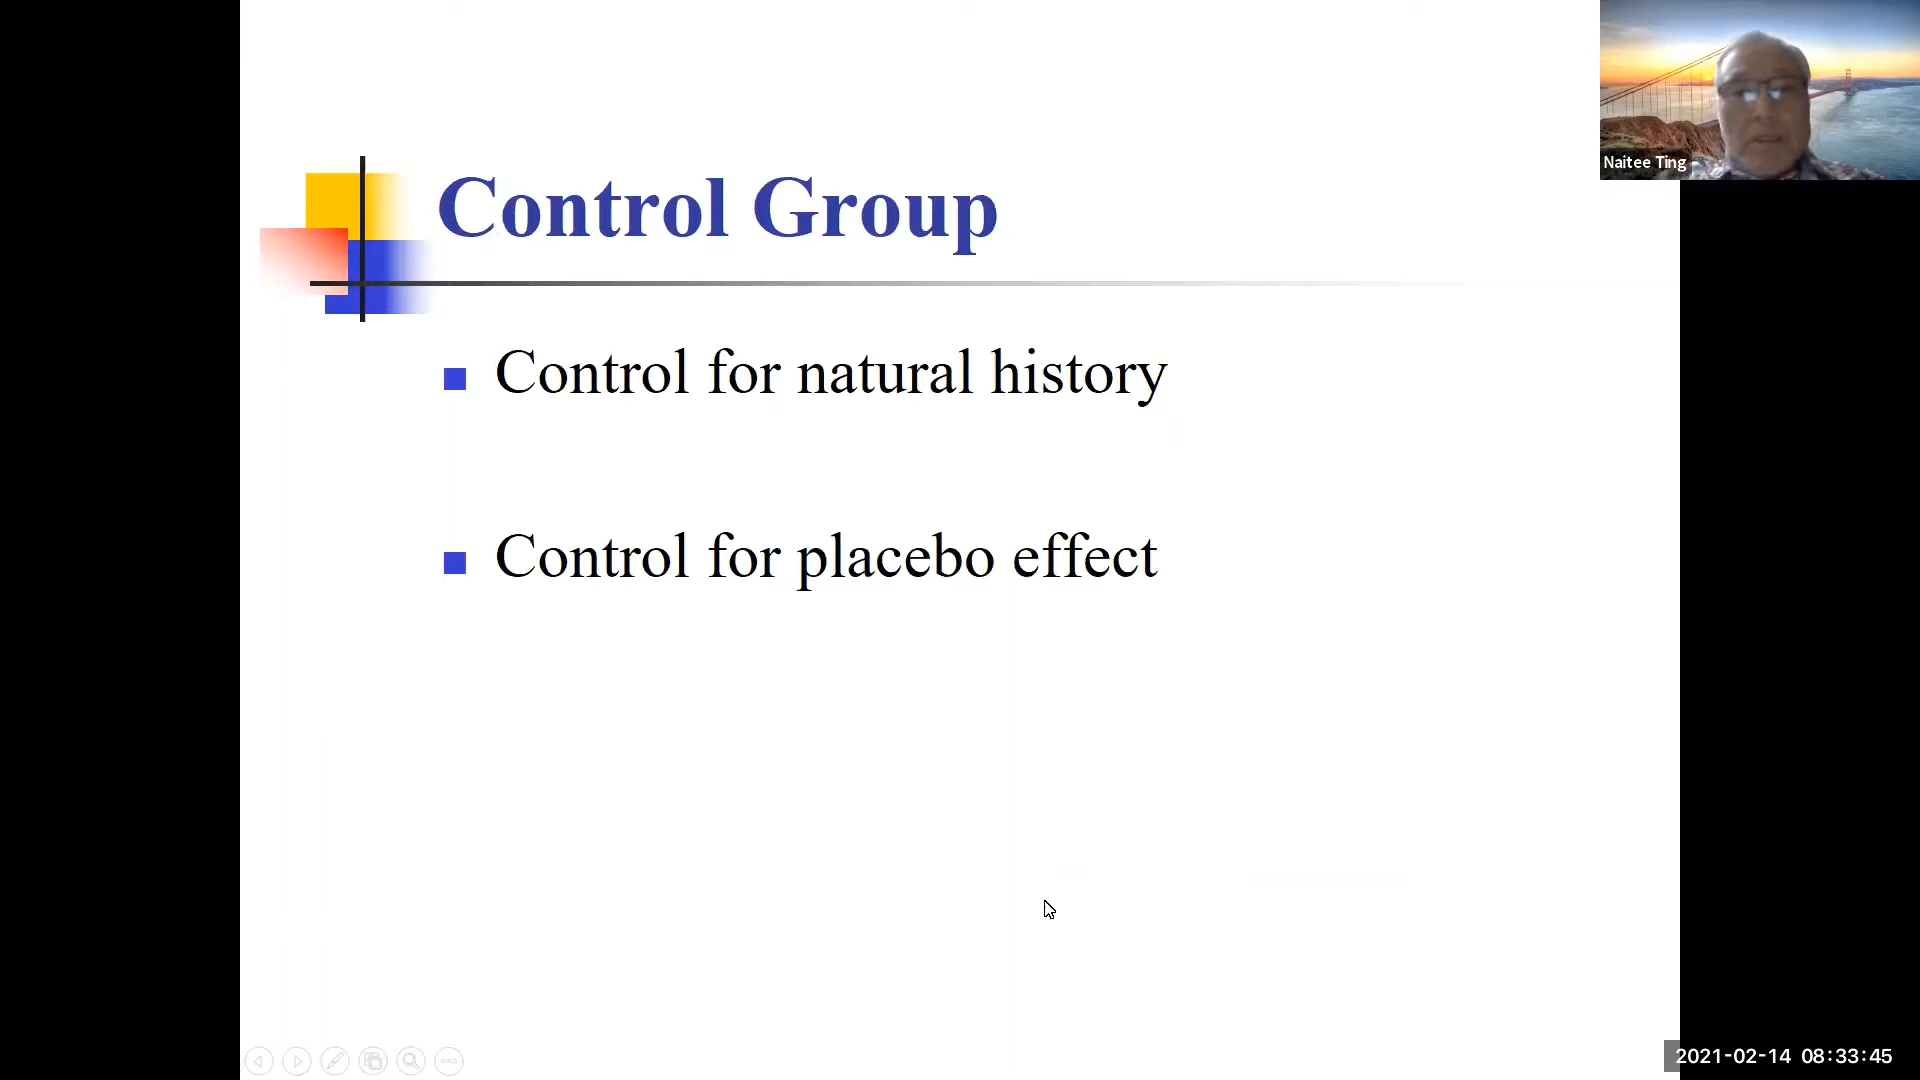 Naitee Ting
Control Group
Control for natural history
Control for placebo effect
2021-02-14 08:33:45